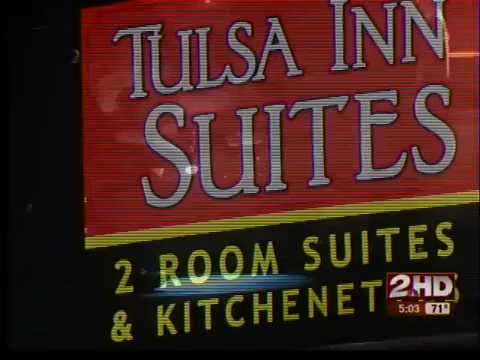 TULSA INN
SUITES
2 ROOM SUITES
& KITCHENET
2HD
5:03 71°